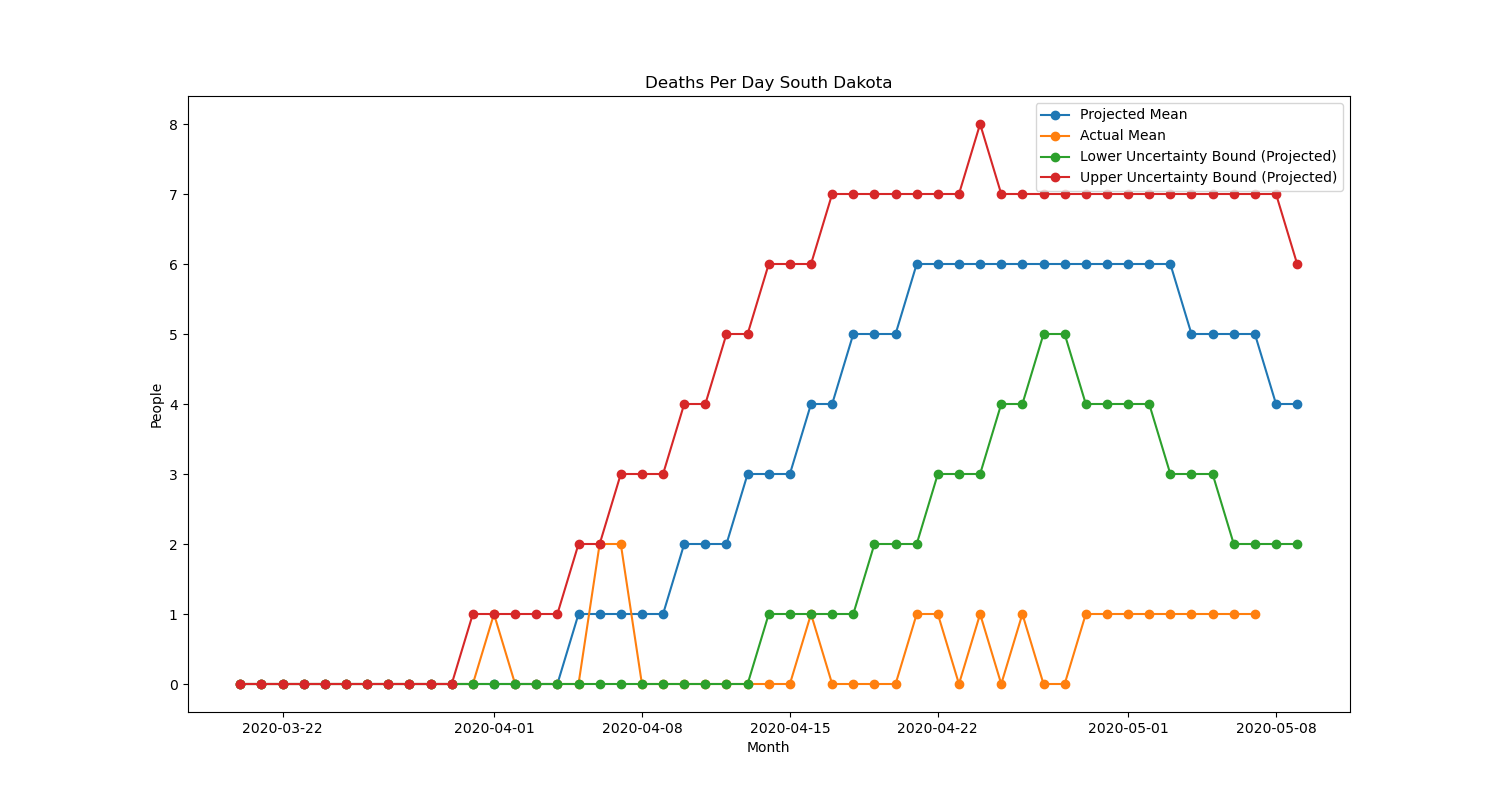 Deaths Per Day South Dakota
Projected Mean
Actual Mean
Lower Uncertainty Bound (Projected)
Upper Uncertainty Bound (Projected)
8
7
6
5
4
3
2
1
0
People
2020-03-22 2020-04-01 2020-04-08 2020-04-15 2020-04-22 2020-05-01 2020-05-08
Month